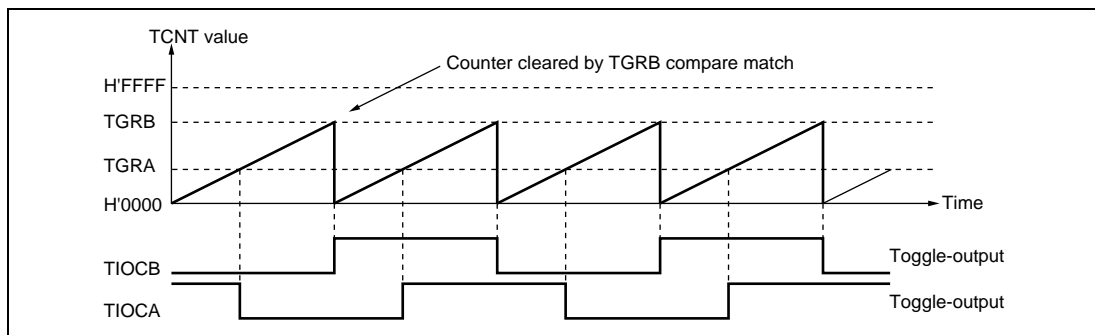 TCNT value
Counter cleared by TGRB compare match
H'FFFF
TGRB
TGRA
H'0000
Time
TIOCB
Toggle-output
TIOCA
Toggle-output